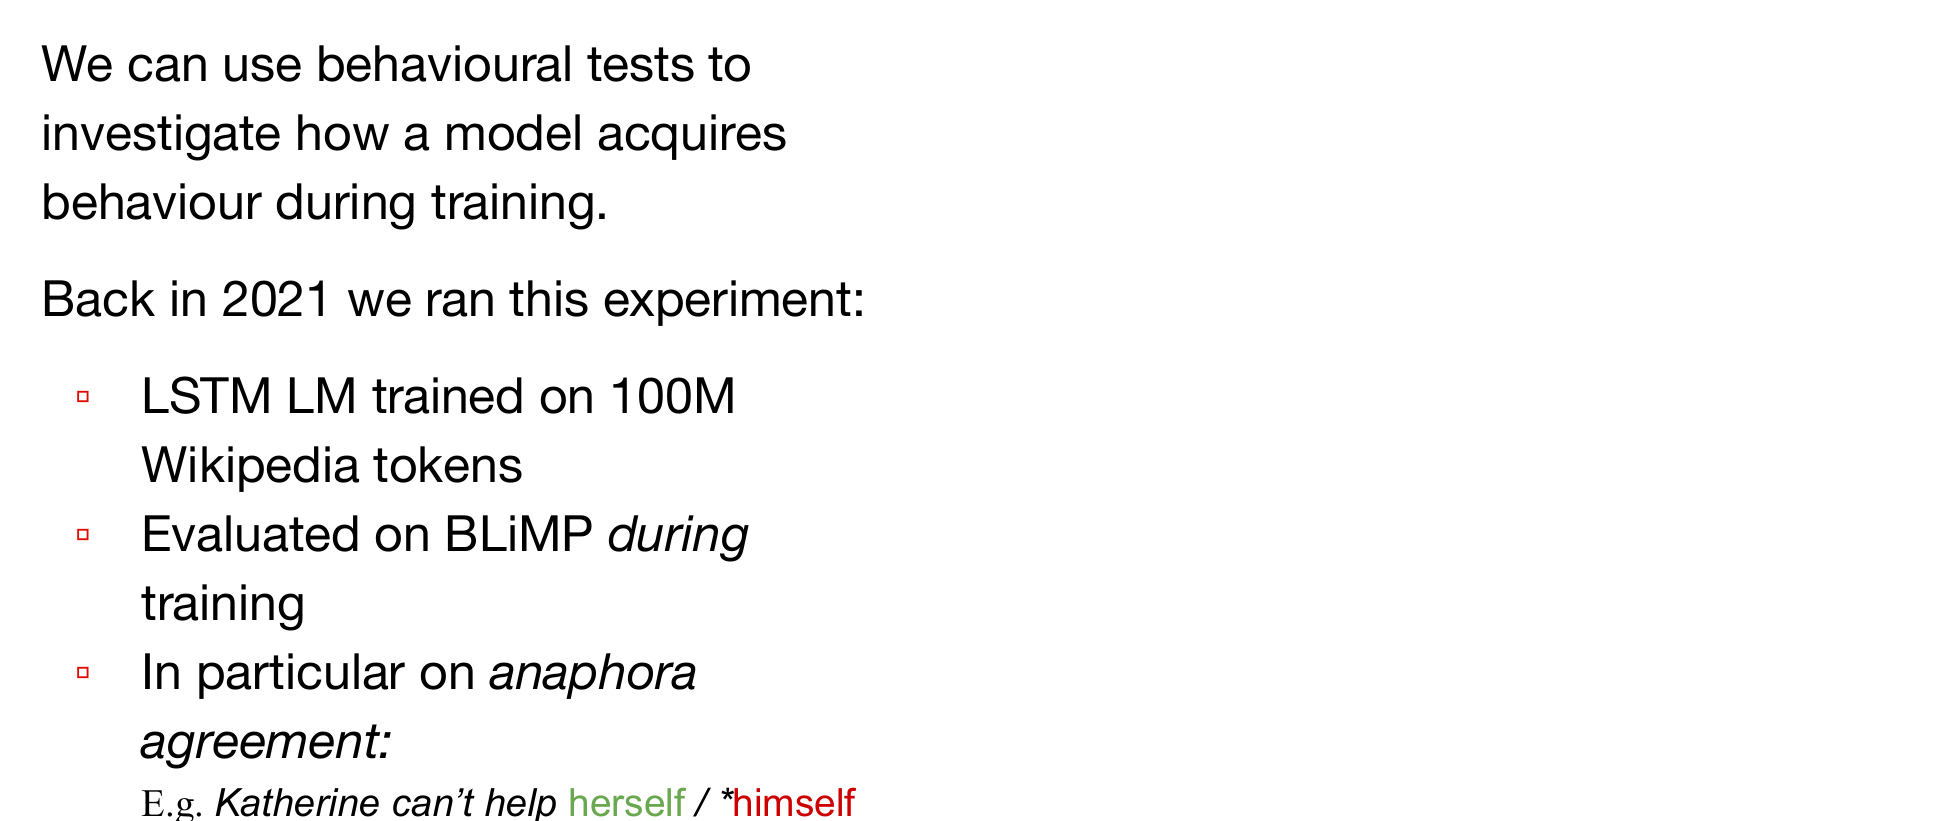 We can use behavioural tests to
investigate how a model acquires
behaviour during training.
Back in 2021 we ran this experiment:
▫ LSTM LM trained on 100M
Wikipedia tokens
▫ Evaluated on BLiMP during
training
▫ In particular on anaphora
agreement:
E.g. Katherine can’t help herself / *himself